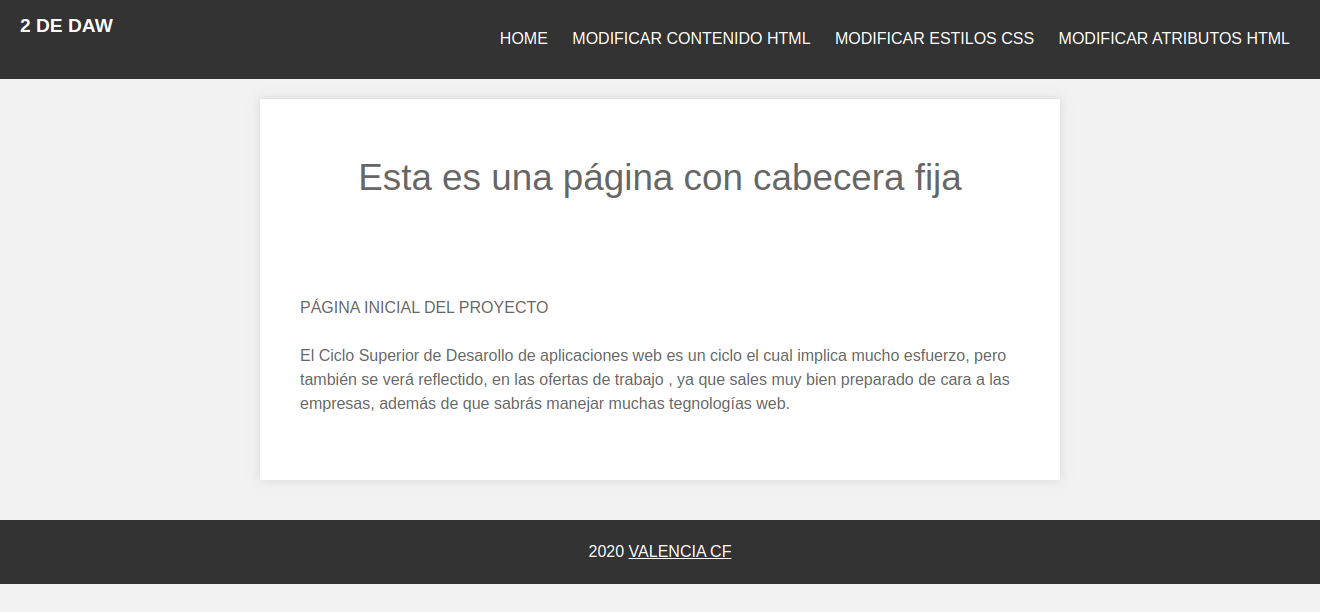 2 DE DAW
HOME MODIFICAR CONTENIDO HTML MODIFICAR ESTILOS CSS MODIFICAR ATRIBUTOS HTML
Esta es una página con cabecera fija
PÁGINA INICIAL DEL PROYECTO
El Ciclo Superior de Desarollo de aplicaciones web es un ciclo el cual implica mucho esfuerzo, pero
también se verá reflectido, en las ofertas de trabajo , ya que sales muy bien preparado de cara a las
empresas, además de que sabrás manejar muchas tegnologías web.
2020 VALENCIA CF